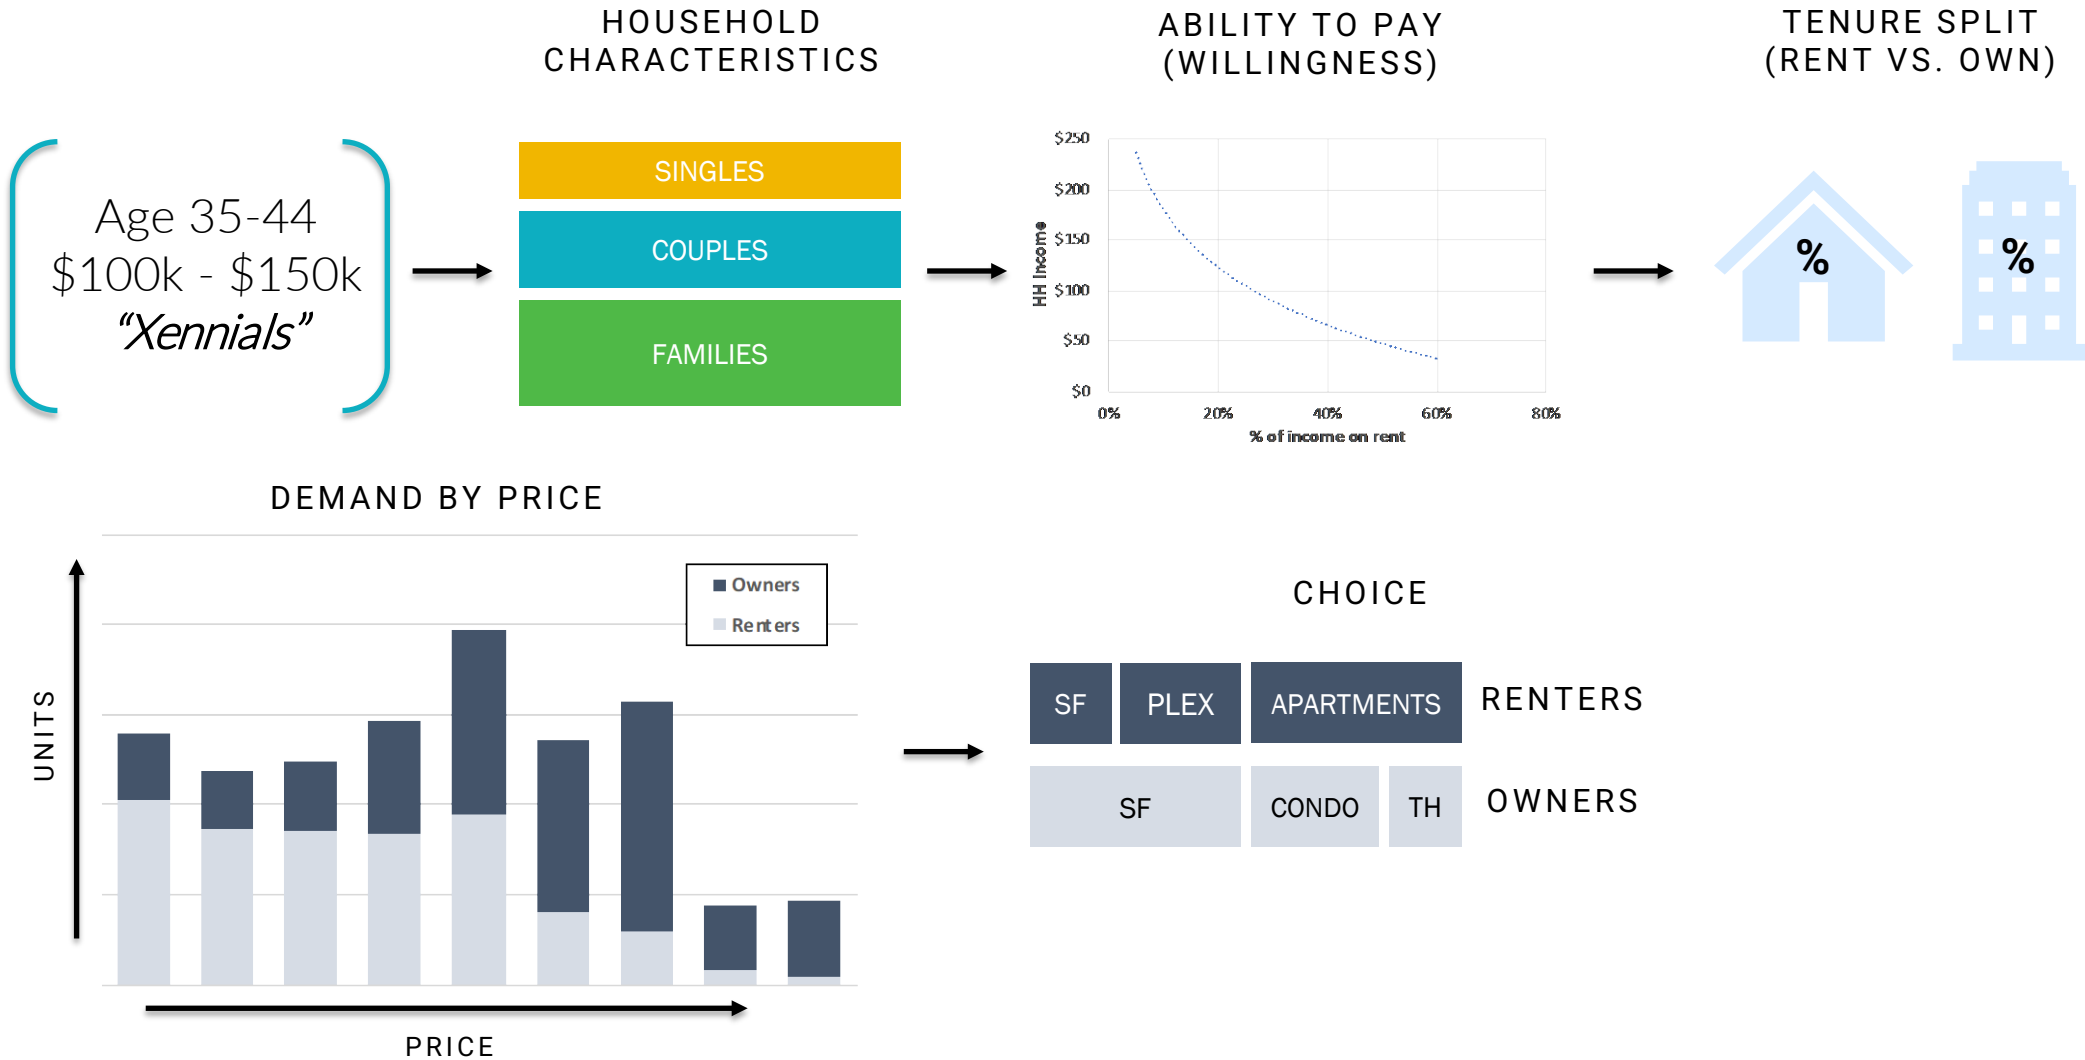 HOUSEHOLD
CHARACTERISTICS
ABILITY TO PAY
(WILLINGNESS)
TENURE SPLIT
(RENT VS. OWN)
Age 35-44
$100k - $150k
“Xennials”
SINGLES
COUPLES
FAMILIES
HH Income
$250
$200
$150
$100
$50
$0
0%
20%
40%
60%
80%
% of income on rent
%
%
DEMAND BY PRICE
UNITS
Owners
Renters
PRICE
CHOICE
SF
PLEX
APARTMENTS
RENTERS
SF
CONDO
TH
OWNERS